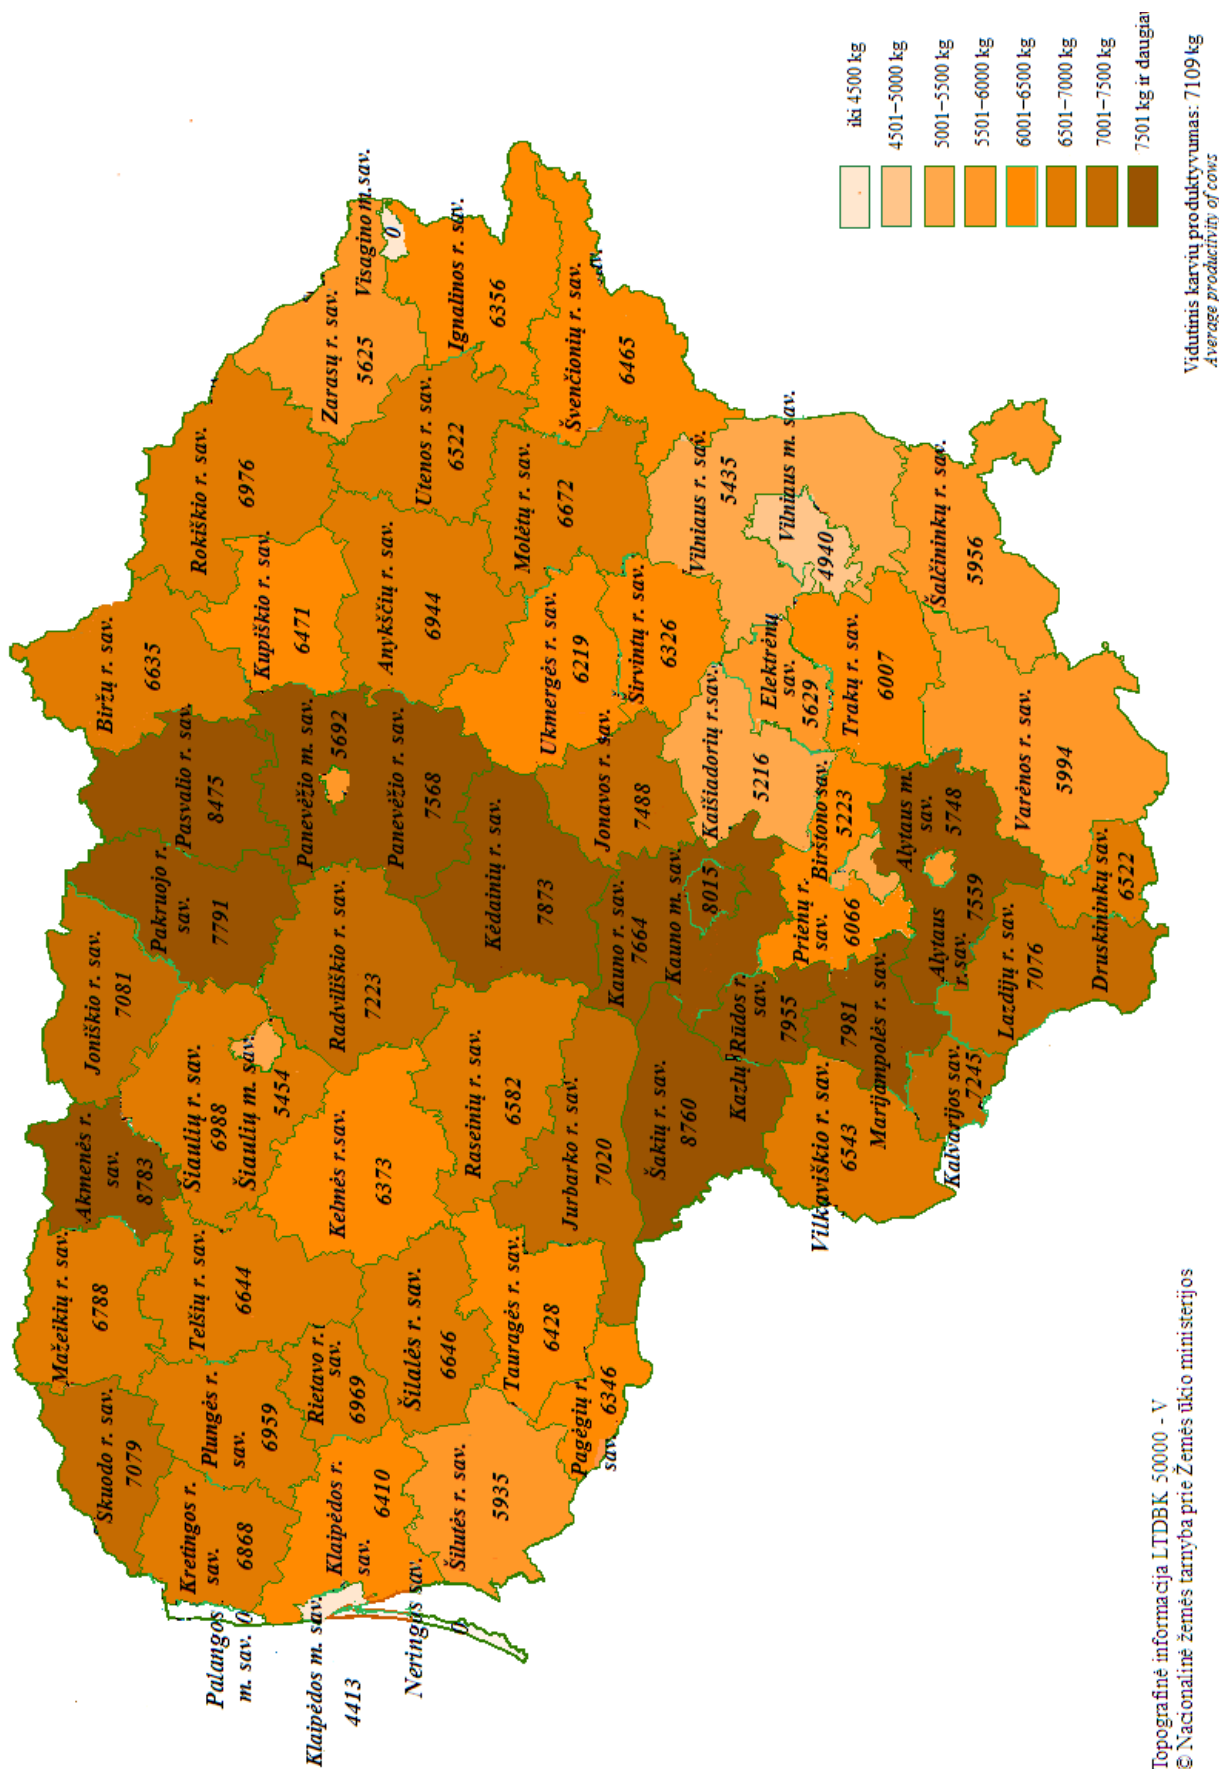 Skuodo r. sav.
7079
Mažeikių r. sav.
6788
Akmenės r.
sav.
8783
Joniškio r. sav.
7081
Pakruojo r.
sav.
7791
Pasvalio r. sav.
8475
Biržų r. sav.
6635
Rokiškio r. sav.
6976
Kretingos r.
sav.
6868
Palangos
m. sav. 0
Plungės r.
sav.
6959
Telšių r. sav.
6644
Šiaulių r. sav.
6988
Šiaulių m. sav.
5454
Radviliškio r. sav.
7223
Panevėžio m. sav.
5692
Panevėžio r. sav.
7568
Kupiškio r. sav.
6471
Zarasų r. sav.
5625
Visagino m.sav.
0
Klaipėdos m. sav.
4413
Klaipėdos r.
sav.
6410
Rietavo r.
sav.
6969
Kelmės r.sav.
6373
Anykščių r. sav.
6944
Utenos r. sav.
6522
Ignalinos r. sav.
6356
Neringos sav.
0
Šilutės r. sav.
5935
Šilalės r. sav.
6646
Raseinių r. sav.
6582
Kėdainių r. sav.
7873
Ukmergės r. sav.
6219
Molėtų r. sav.
6672
Švenčionių r. sav.
sav.
6465
Tauragės r. sav.
6428
Pagėgių r.
sav.
6346
Jurbarko r. sav.
7020
Jonavos r. sav.
7488
Širvintų r. sav.
6326
Šakių r. sav.
8760
Kauno r. sav.
7664
Kauno m. sav.
8015
Kaišiadorių r.sav.
5216
Vilniaus r. sav.
5435
Vilniaus m. sav.
4940
Elektrėnų
sav.
5629
Kazlų Rūdos r.
sav.
7955
Prienų r.
sav.
6066
Birštono sav.
5223
Trakų r. sav.
6007
Vilkaviškio r. sav.
6543
Marijampolės r. sav.
7981
Alytaus m.
sav.
5748
Alytaus
r. sav.
7559
Šalčininkų r. sav.
5956
Kalvarijos sav.
7245
Lazdijų r. sav.
7076
Varėnos r. sav.
5994
Druskininkų sav.
6522
iki 4500 kg
4501–5000 kg
5001–5500 kg
5501–6000 kg
6001–6500 kg
6501–7000 kg
7001–7500 kg
7501 kg ir daugiau
Vidutinis karvių produktyvumas: 7109 kg
Average productivity of cows
Topografinė informacija LTDBK 50000 - V
© Nacionalinė žemės tarnyba prie Žemės ūkio ministerijos